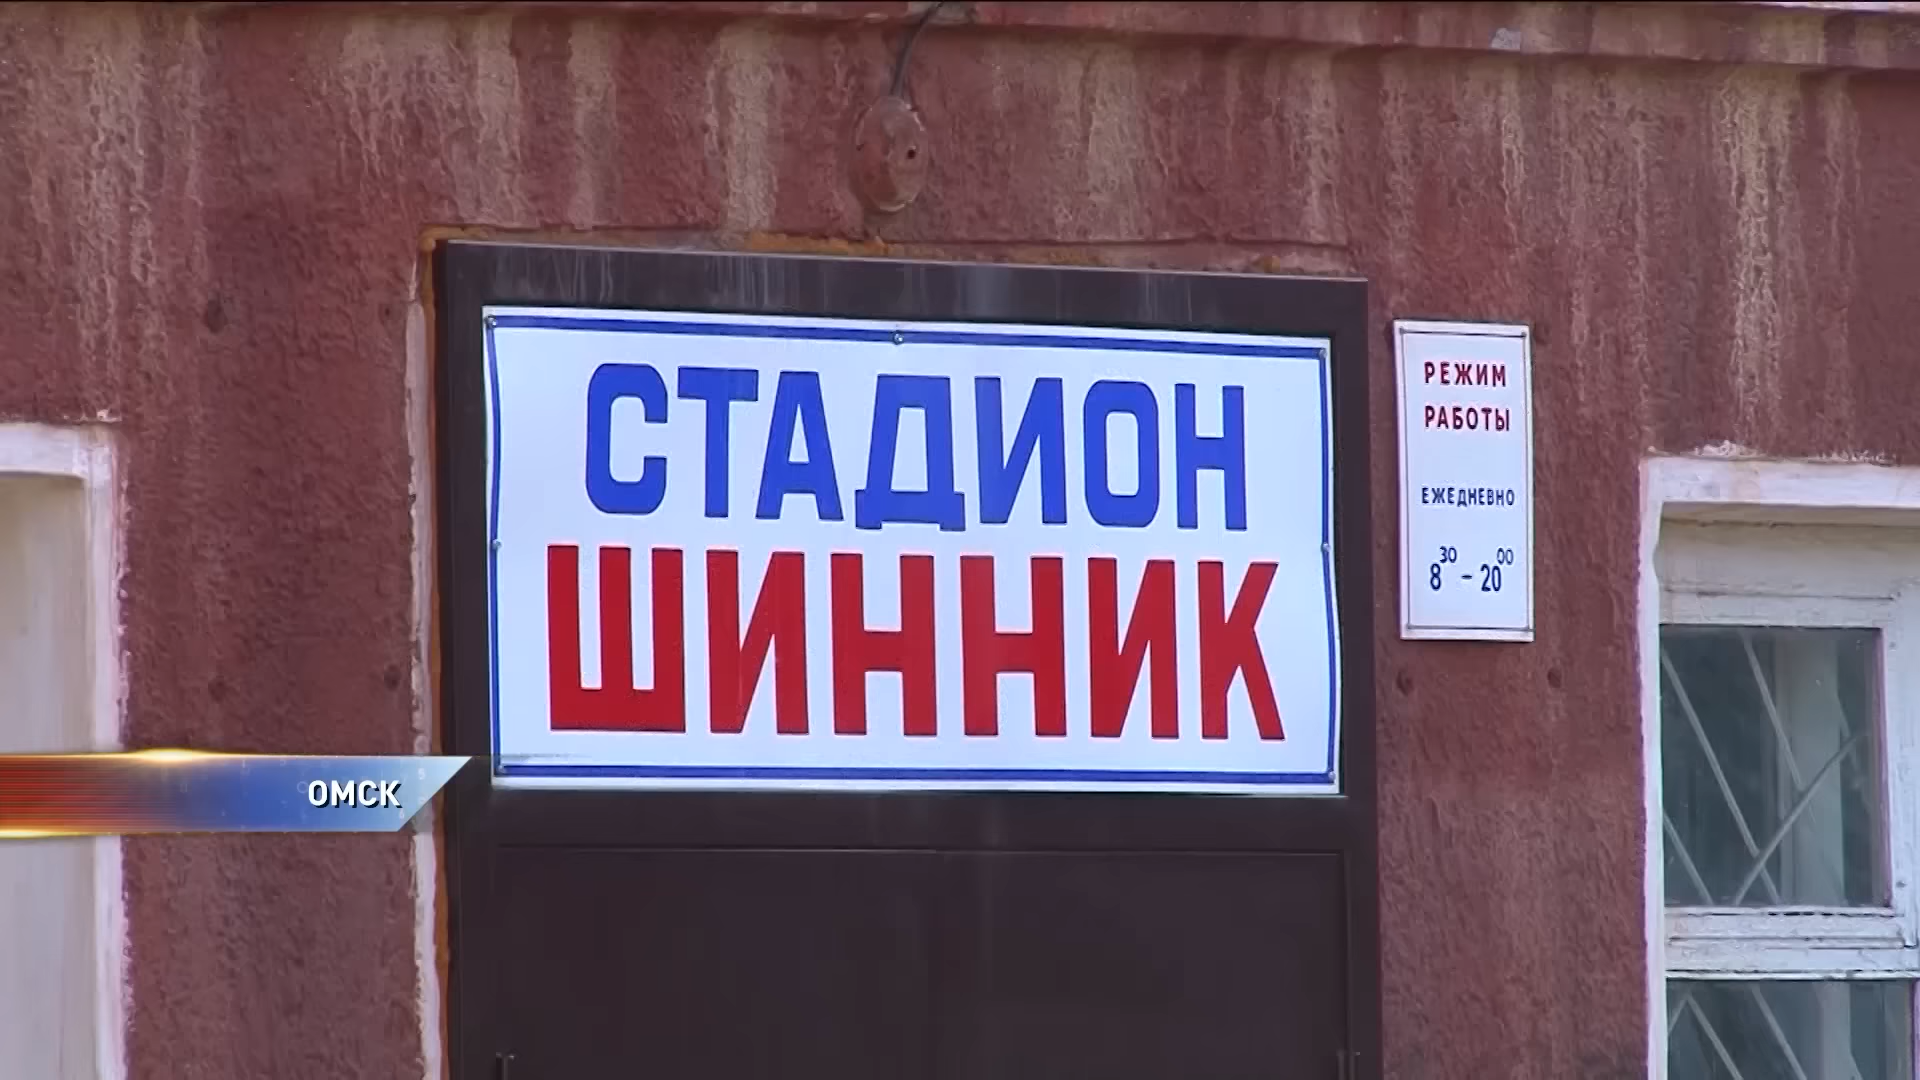 СТАДИОН
ШИННИК
РЕЖИМ
РАБОТЫ
ЕЖЕДНЕВНО
8³⁰ – 20⁰⁰
ОМСК